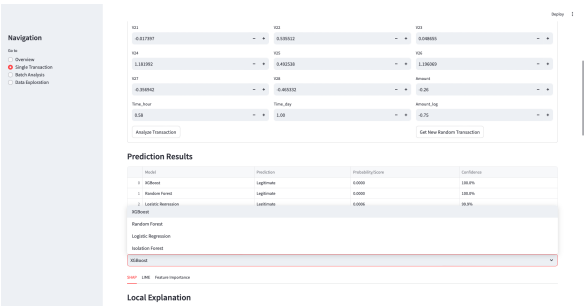 Deploy
Navigation
Go to
Overview
Single Transaction
Batch Analysis
Data Exploration
V21 V22 V23
-0.017397 - + 0.535512 - + 0.048655 - +
V24 V25 V26
1.181992 - + 0.492538 - + 1.196069 - +
V27 V28 Amount
-0.356942 - + -0.465332 - + -0.26 - +
Time_hour Time_day Amount_log
9.58 - + 1.00 - + -0.75 - +
Analyze Transaction Get New Random Transaction
Prediction Results
Model Prediction Probability/Score Confidence
0 XGBoost Legitimate 0.0000 100.0%
1 Random Forest Legitimate 0.0000 100.0%
2 Logistic Regression Legitimate 0.0006 99.9%
XGBoost
Random Forest
Logistic Regression
Isolation Forest
XGBoost
SHAP LIME Feature Importance
Local Explanation